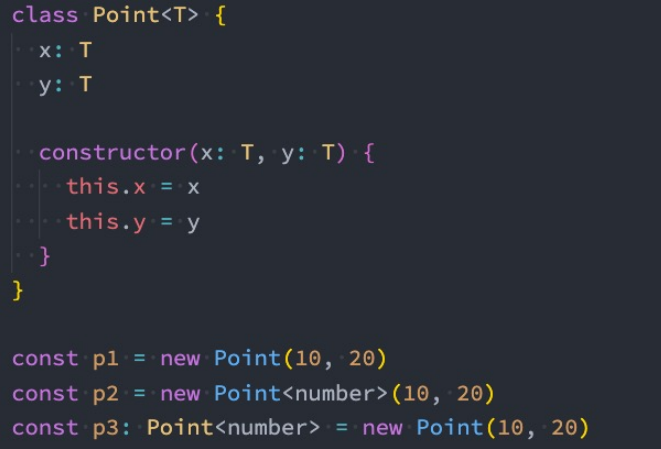 class Point<T> {
  x: T
  y: T

  constructor(x: T, y: T) {
    this.x = x
    this.y = y
  }
}

const p1 = new Point(10, 20)
const p2 = new Point<number>(10, 20)
const p3: Point<number> = new Point(10, 20)